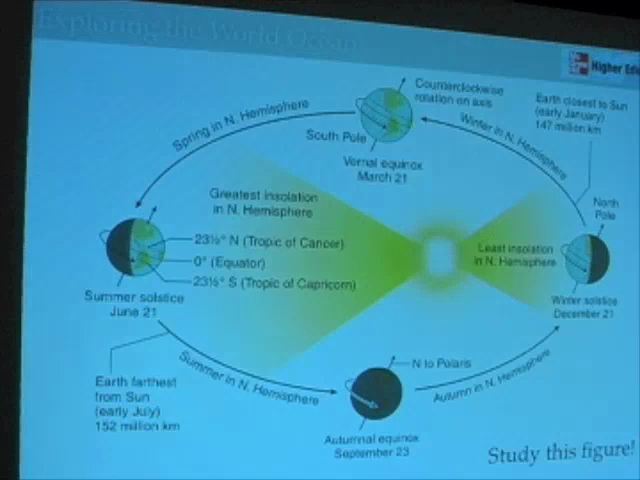 Exploring the World Ocean
Higher Edu
Counterclockwise
rotation on axis
Earth closest to Sun
(early January)
147 million km
Spring in N. Hemisphere
Winter in N. Hemisphere
South Pole
Vernal equinox
March 21
Greatest insolation
in N. Hemisphere
North
Pole
23½° N (Tropic of Cancer)
0° (Equator)
23½° S (Tropic of Capricorn)
Least insolation
in N. Hemisphere
Summer solstice
June 21
Winter solstice
December 21
Summer in N. Hemisphere
N to Polaris
Autumn in N. Hemisphere
Earth farthest
from Sun
(early July)
152 million km
Autumnal equinox
September 23
Study this figure!